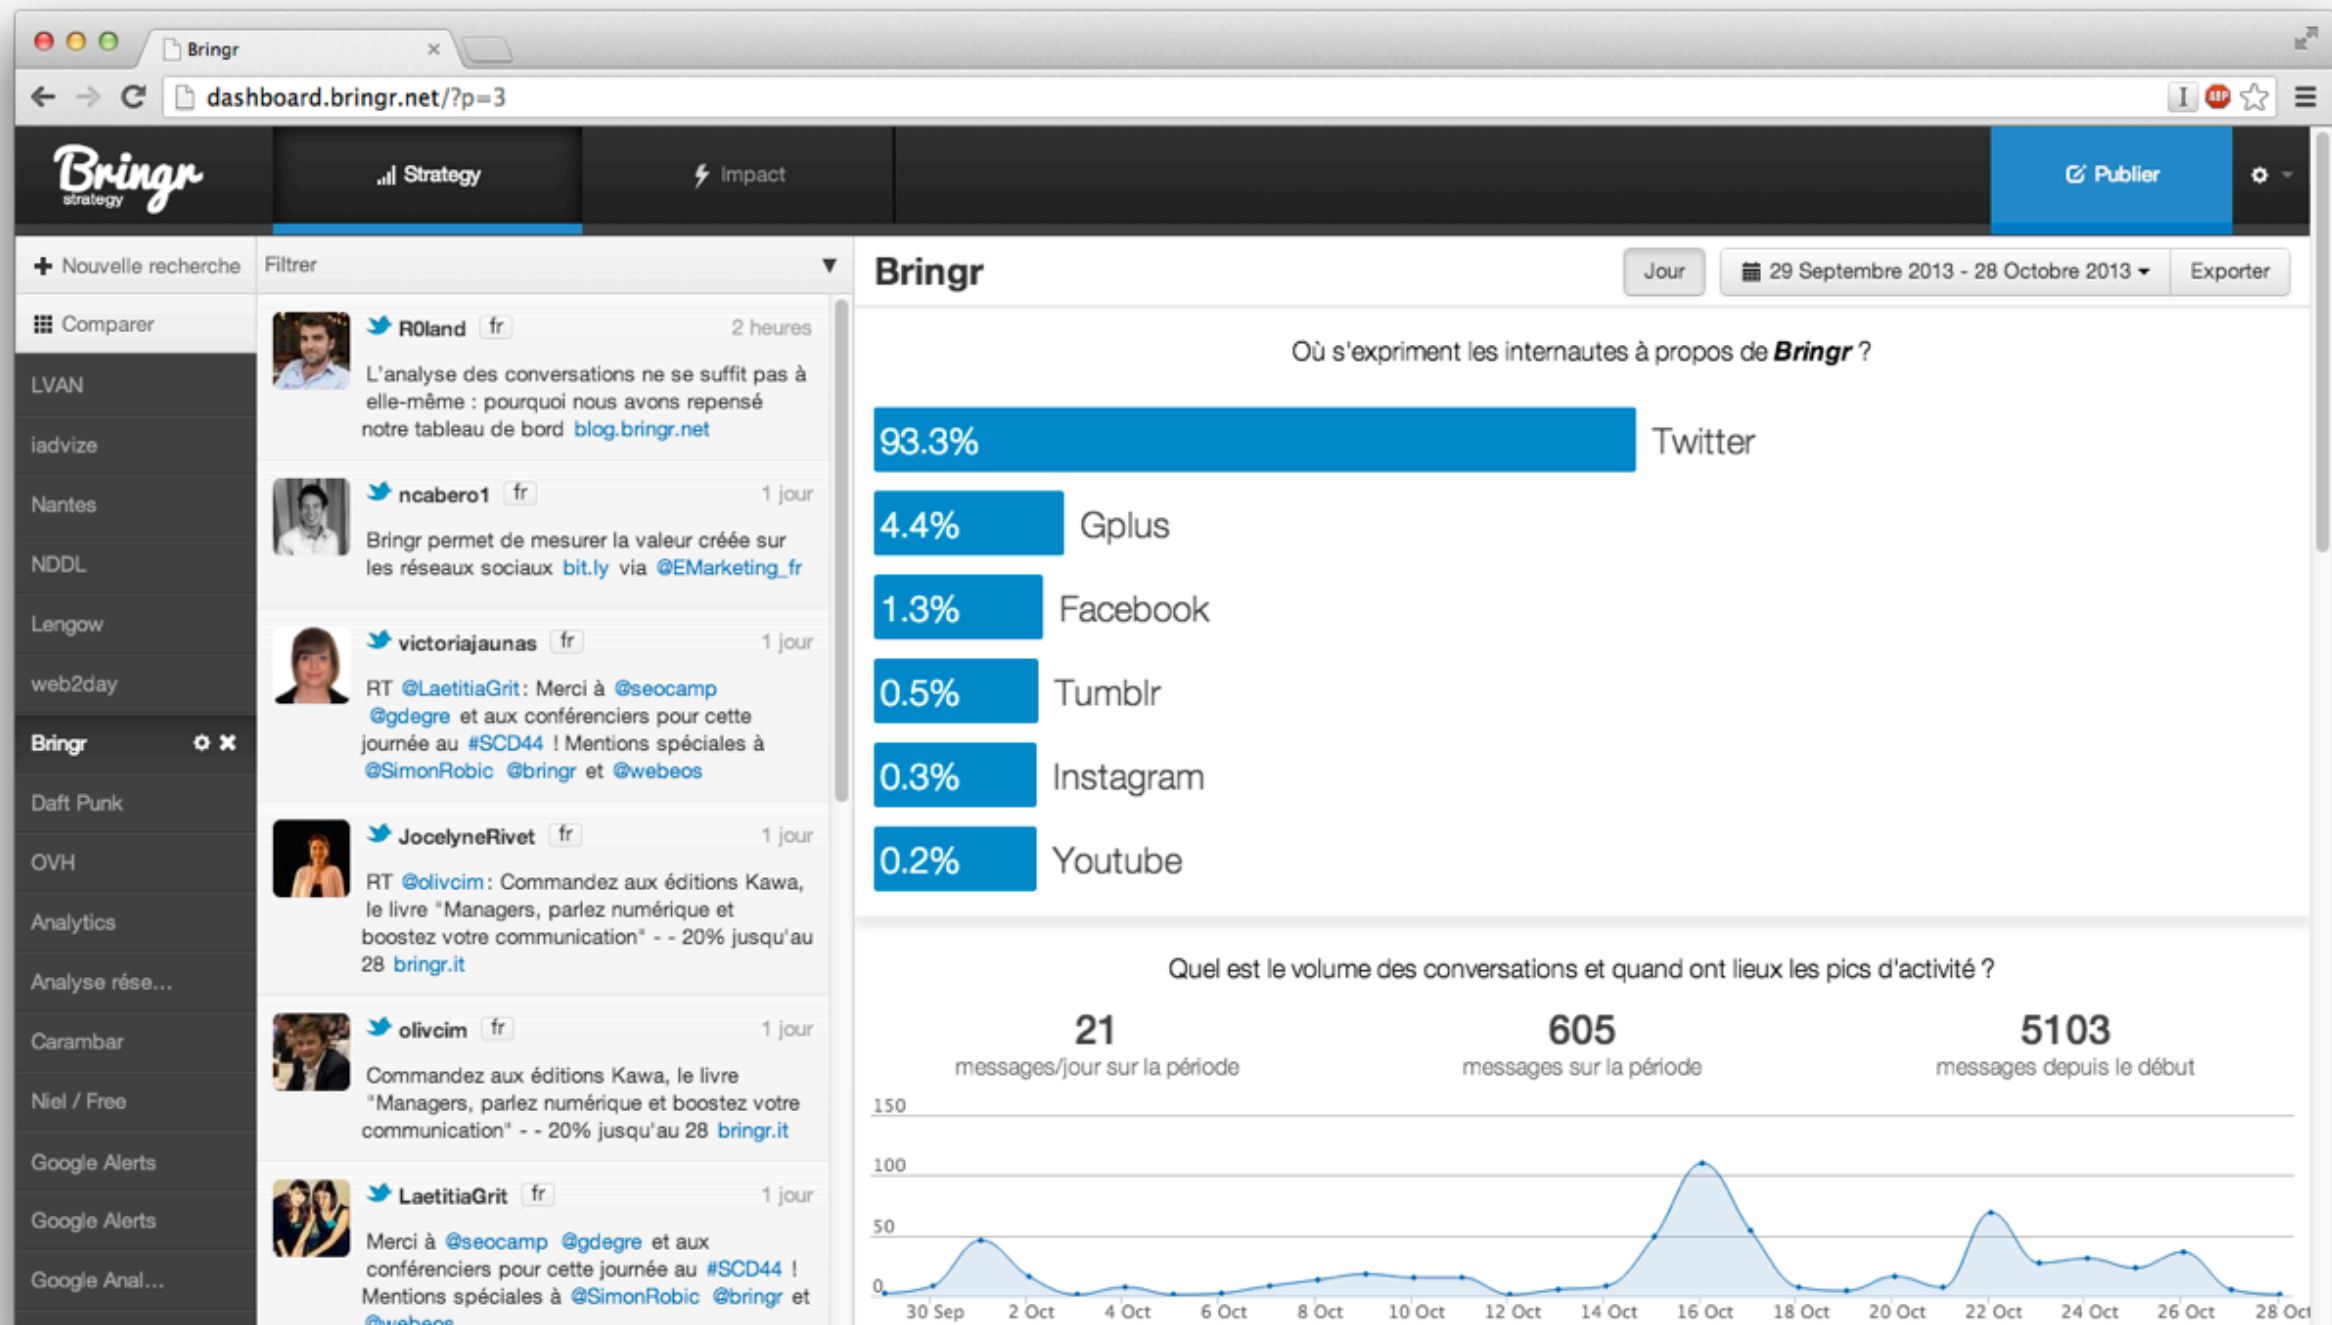 Bringr
dashboard.bringr.net/?p=3
ABP
Bringr
strategy
Strategy
Impact
Publier
Nouvelle recherche
Comparer
LVAN
iadvize
Nantes
NDDL
Lengow
web2day
Bringr
Daft Punk
OVH
Analytics
Analyse rése...
Carambar
Niel / Free
Google Alerts
Google Alerts
Google Anal...
Filtrer
R0land fr 2 heures
L'analyse des conversations ne se suffit pas à
elle-même : pourquoi nous avons repensé
notre tableau de bord blog.bringr.net
ncabero1 fr 1 jour
Bringr permet de mesurer la valeur créée sur
les réseaux sociaux bit.ly via @EMarketing_fr
victoriajaunas fr 1 jour
RT @LaetitiaGrit: Merci à @seocamp
@gdegre et aux conférenciers pour cette
journée au #SCD44 ! Mentions spéciales à
@SimonRobic @bringr et @webeos
JocelyneRivet fr 1 jour
RT @olivcim: Commandez aux éditions Kawa,
le livre "Managers, parlez numérique et
boostez votre communication" - - 20% jusqu'au
28 bringr.it
olivcim fr 1 jour
Commandez aux éditions Kawa, le livre
"Managers, parlez numérique et boostez votre
communication" - - 20% jusqu'au 28 bringr.it
LaetitiaGrit fr 1 jour
Merci à @seocamp @gdegre et aux
conférenciers pour cette journée au #SCD44 !
Mentions spéciales à @SimonRobic @bringr et
@webeos
Bringr
Jour
29 Septembre 2013 - 28 Octobre 2013
Exporter
Où s'expriment les internautes à propos de Bringr ?
93.3% Twitter
4.4% Gplus
1.3% Facebook
0.5% Tumblr
0.3% Instagram
0.2% Youtube
Quel est le volume des conversations et quand ont lieux les pics d'activité ?
21 605 5103
messages/jour sur la période messages sur la période messages depuis le début
150
100
50
0
30 Sep 2 Oct 4 Oct 6 Oct 8 Oct 10 Oct 12 Oct 14 Oct 16 Oct 18 Oct 20 Oct 22 Oct 24 Oct 26 Oct 28 Oct